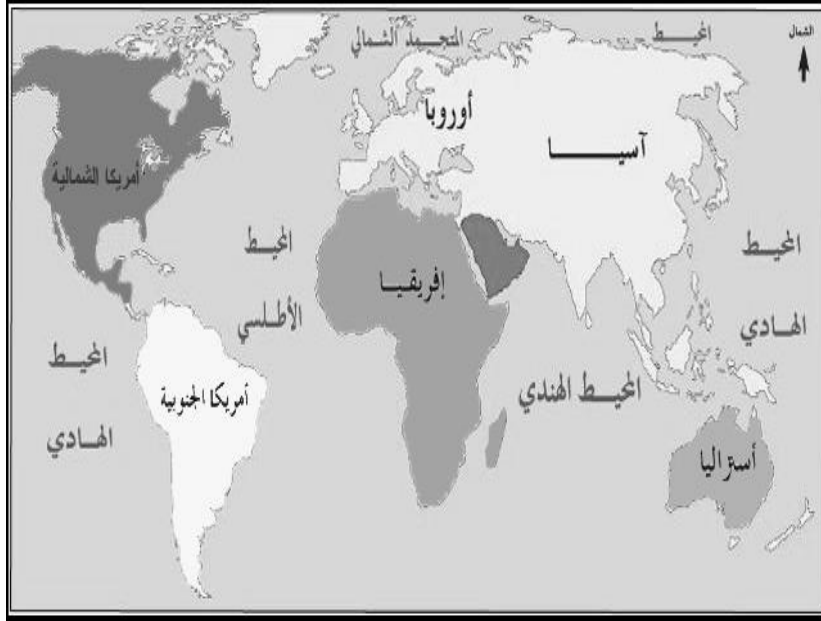 الشمال
المحيط
المتجمد الشمالي
أوروبا
آسيا
أمريكا الشمالية
المحيط
الأطلسي
إفريقيا
المحيط
الهادي
المحيط
الهادي
أمريكا الجنوبية
المحيط الهندي
أستراليا